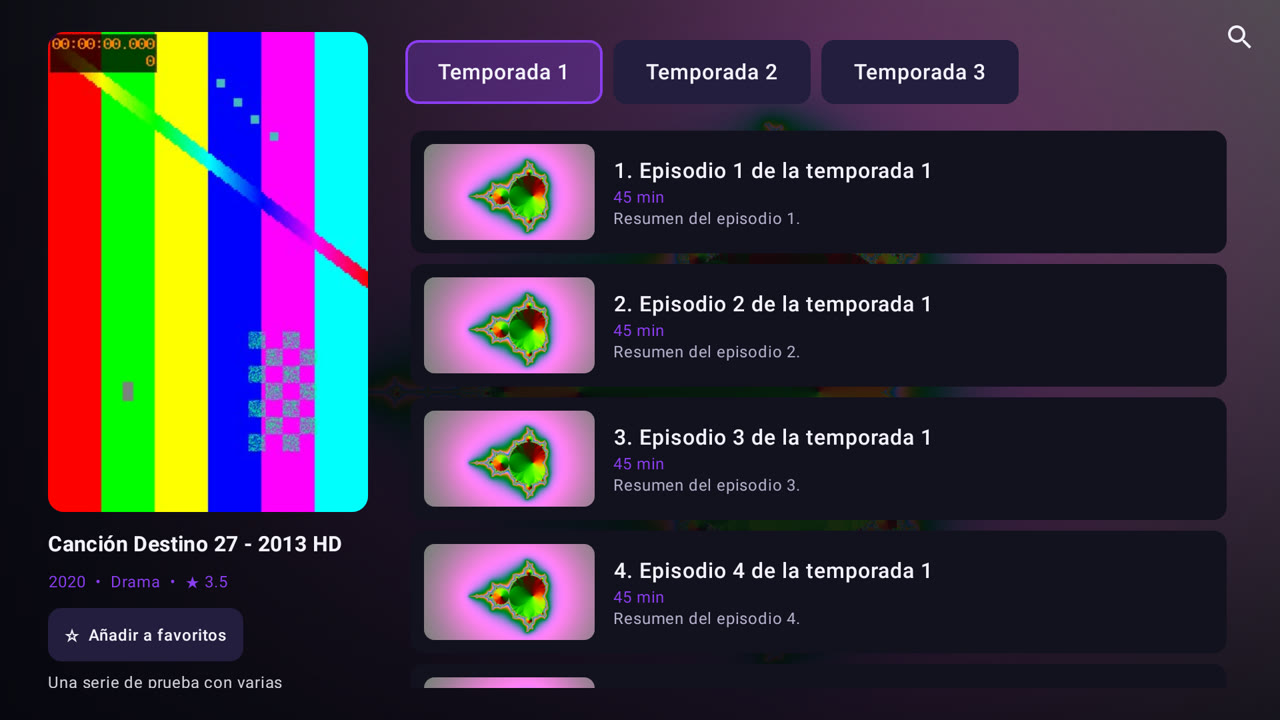 00:00:00.000
0
Temporada 1
Temporada 2
Temporada 3
1. Episodio 1 de la temporada 1
45 min
Resumen del episodio 1.
2. Episodio 2 de la temporada 1
45 min
Resumen del episodio 2.
3. Episodio 3 de la temporada 1
45 min
Resumen del episodio 3.
4. Episodio 4 de la temporada 1
45 min
Resumen del episodio 4.
Canción Destino 27 - 2013 HD
2020 • Drama • ★ 3.5
☆ Añadir a favoritos
Una serie de prueba con varias